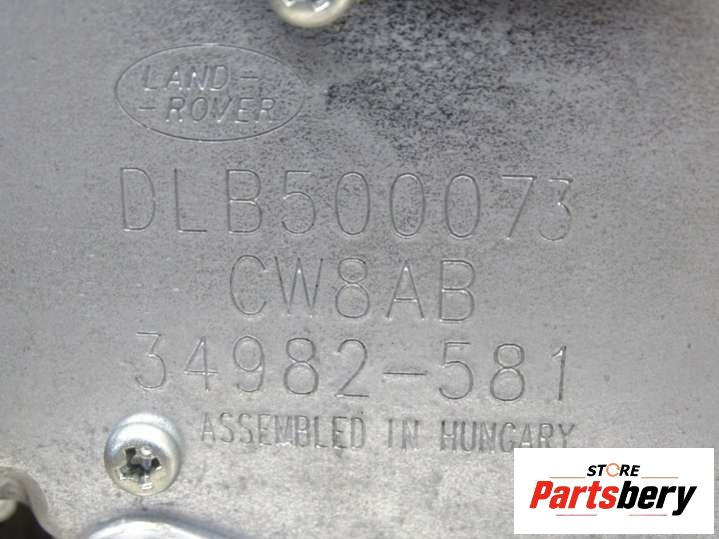 LAND-
-ROVER
DLB500073
CW8AB
34982-581
ASSEMBLED IN HUNGARY
STORE
Partsbery